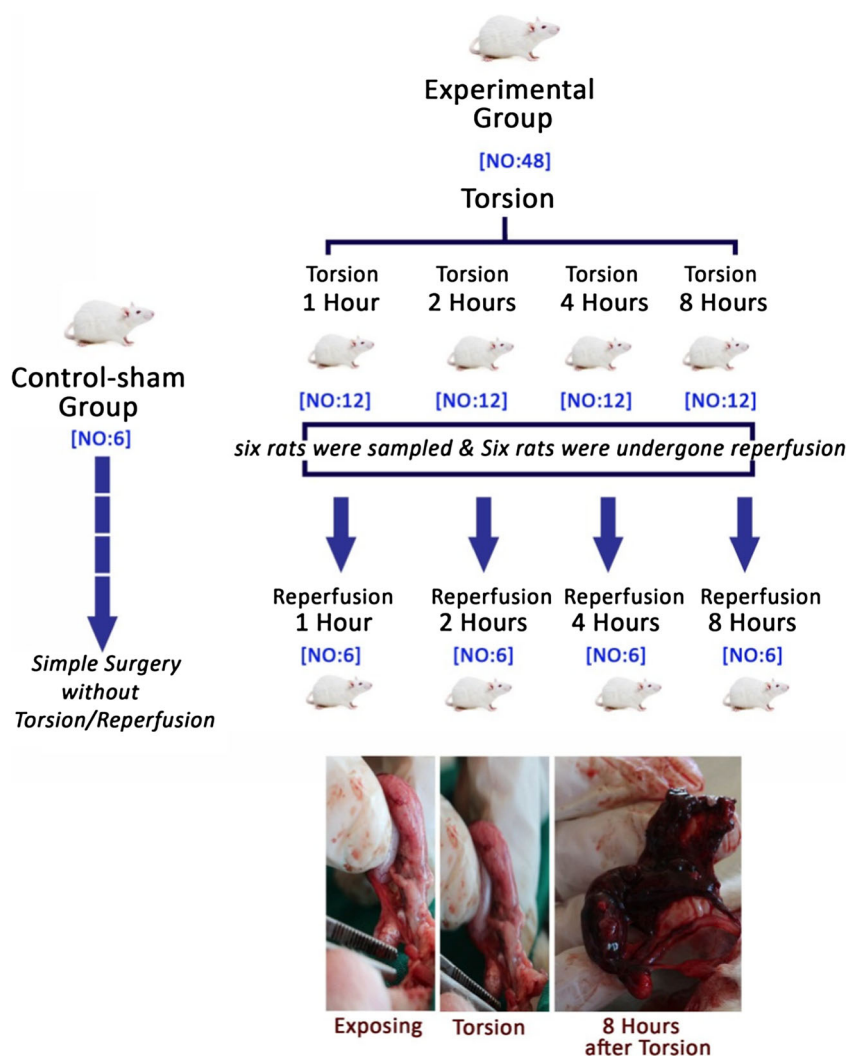 Experimental
Group
[NO:48]
Torsion
Torsion
1 Hour
Torsion
2 Hours
Torsion
4 Hours
Torsion
8 Hours
[NO:12]
[NO:12]
[NO:12]
[NO:12]
Control-sham
Group
[NO:6]
six rats were sampled & Six rats were undergone reperfusion
Reperfusion
1 Hour
[NO:6]
Reperfusion
2 Hours
[NO:6]
Reperfusion
4 Hours
[NO:6]
Reperfusion
8 Hours
[NO:6]
Simple Surgery
without
Torsion/Reperfusion
Exposing
Torsion
8 Hours
after Torsion